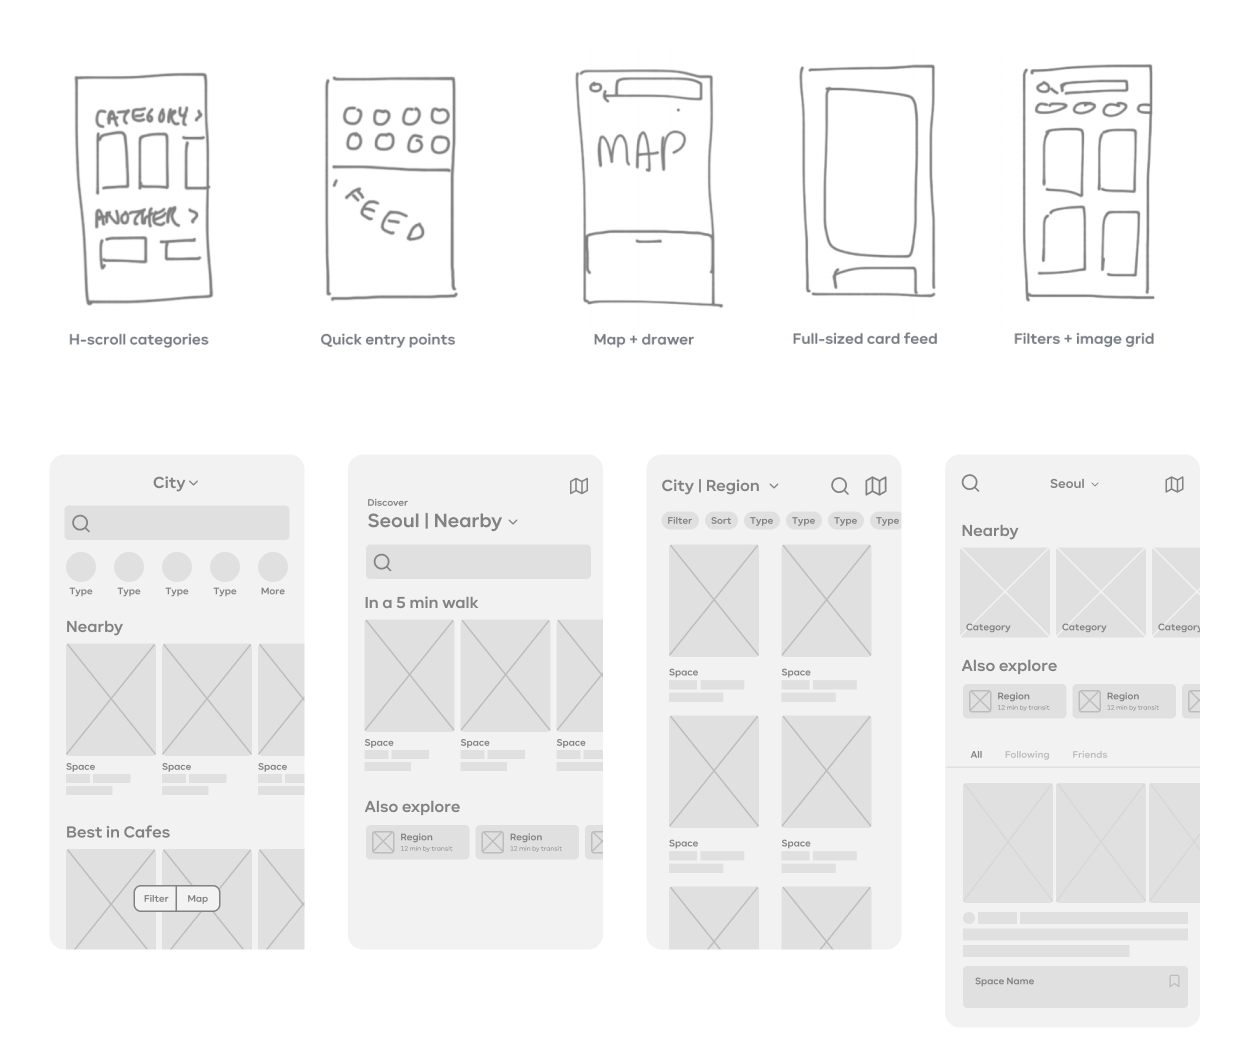 CATEGORY >
ANOTHER >
FEED
MAP
H-scroll categories
Quick entry points
Map + drawer
Full-sized card feed
Filters + image grid
City
Type
Type
Type
Type
More
Nearby
Space
Space
Space
Best in Cafes
Filter
Map
Discover
Seoul | Nearby
In a 5 min walk
Space
Space
Space
Also explore
Region
12 min by transit
Region
12 min by transit
City | Region
Filter
Sort
Type
Type
Type
Type
Space
Space
Space
Space
Seoul
Nearby
Category
Category
Category
Also explore
Region
12 min by transit
Region
12 min by transit
All
Following
Friends
Space Name